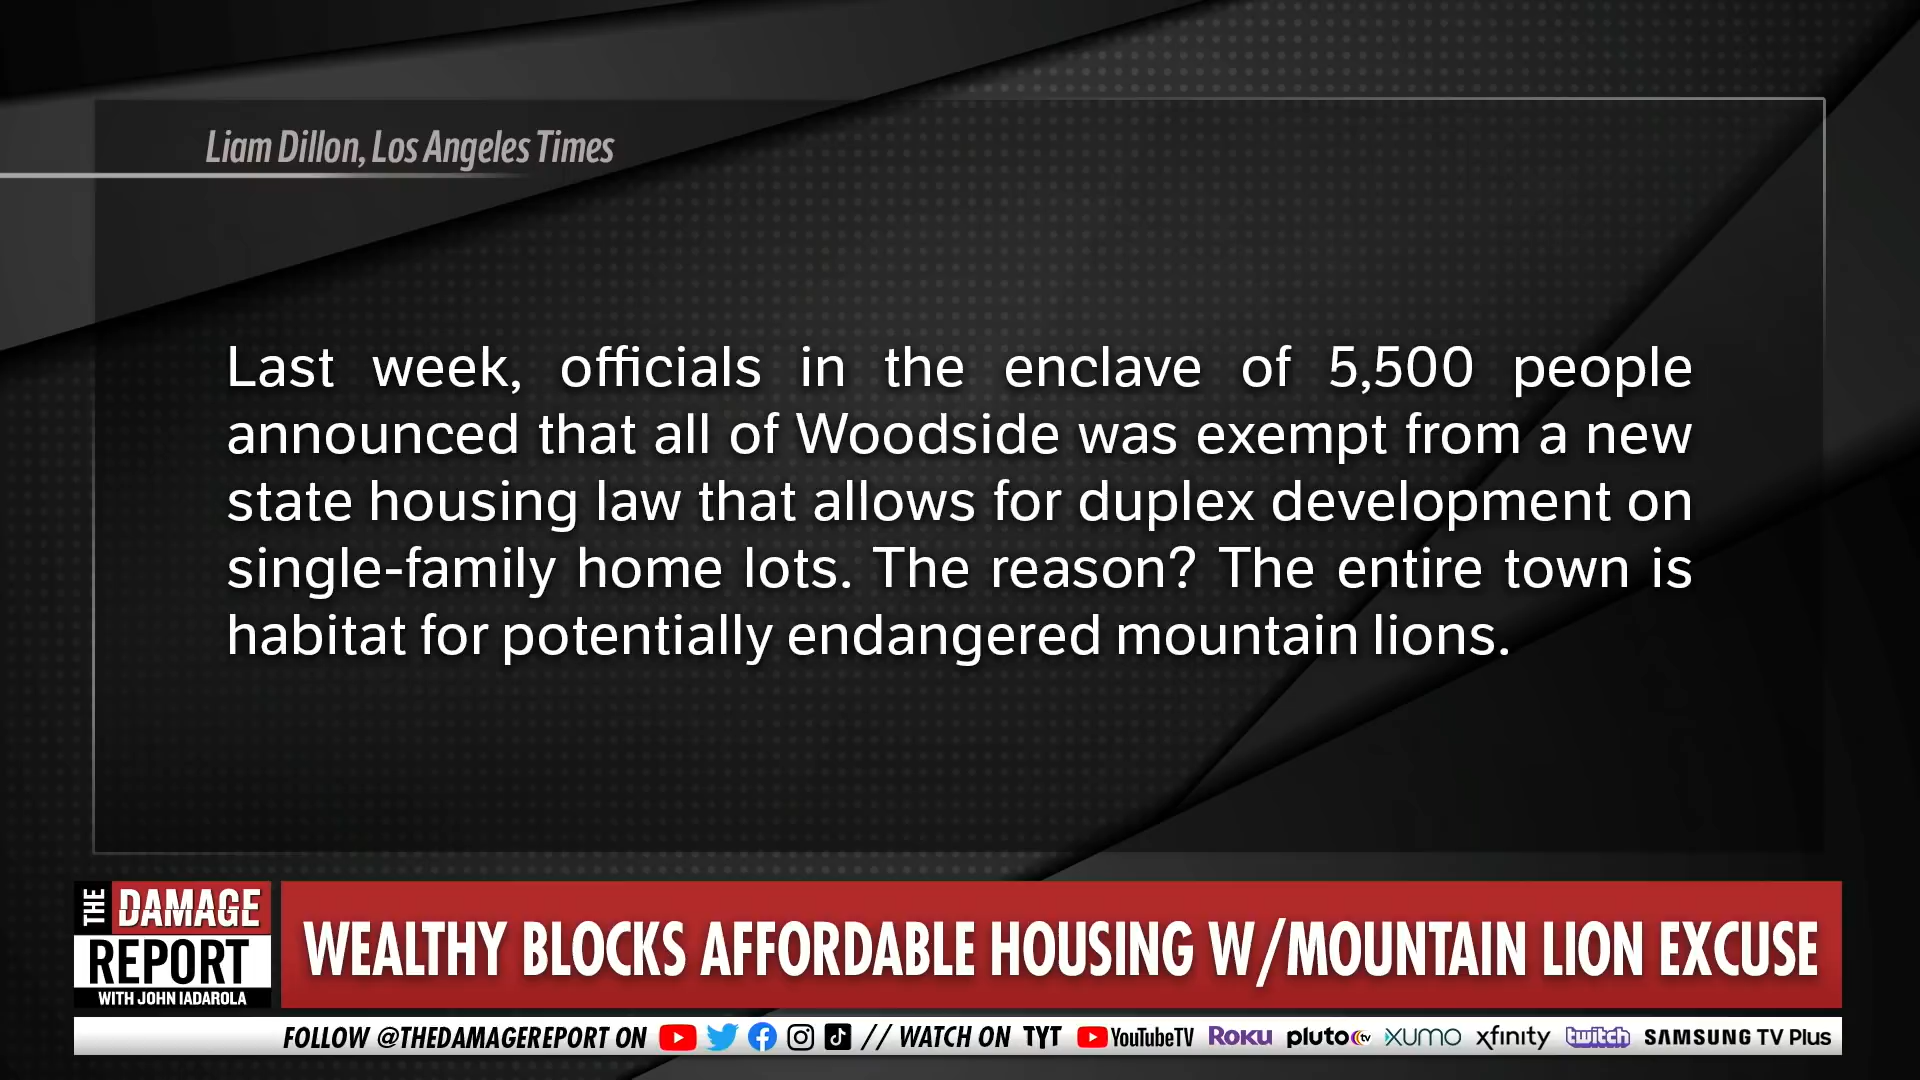 Liam Dillon, Los Angeles Times
Last week, officials in the enclave of 5,500 people
announced that all of Woodside was exempt from a new
state housing law that allows for duplex development on
single-family home lots. The reason? The entire town is
habitat for potentially endangered mountain lions.
THE DAMAGE
REPORT
WITH JOHN IADAROLA
WEALTHY BLOCKS AFFORDABLE HOUSING W/MOUNTAIN LION EXCUSE
FOLLOW @THEDAMAGEREPORT ON // WATCH ON TYT YouTubeTV ROKU pluto tv XUMO xfinity twitch SAMSUNG TV Plus